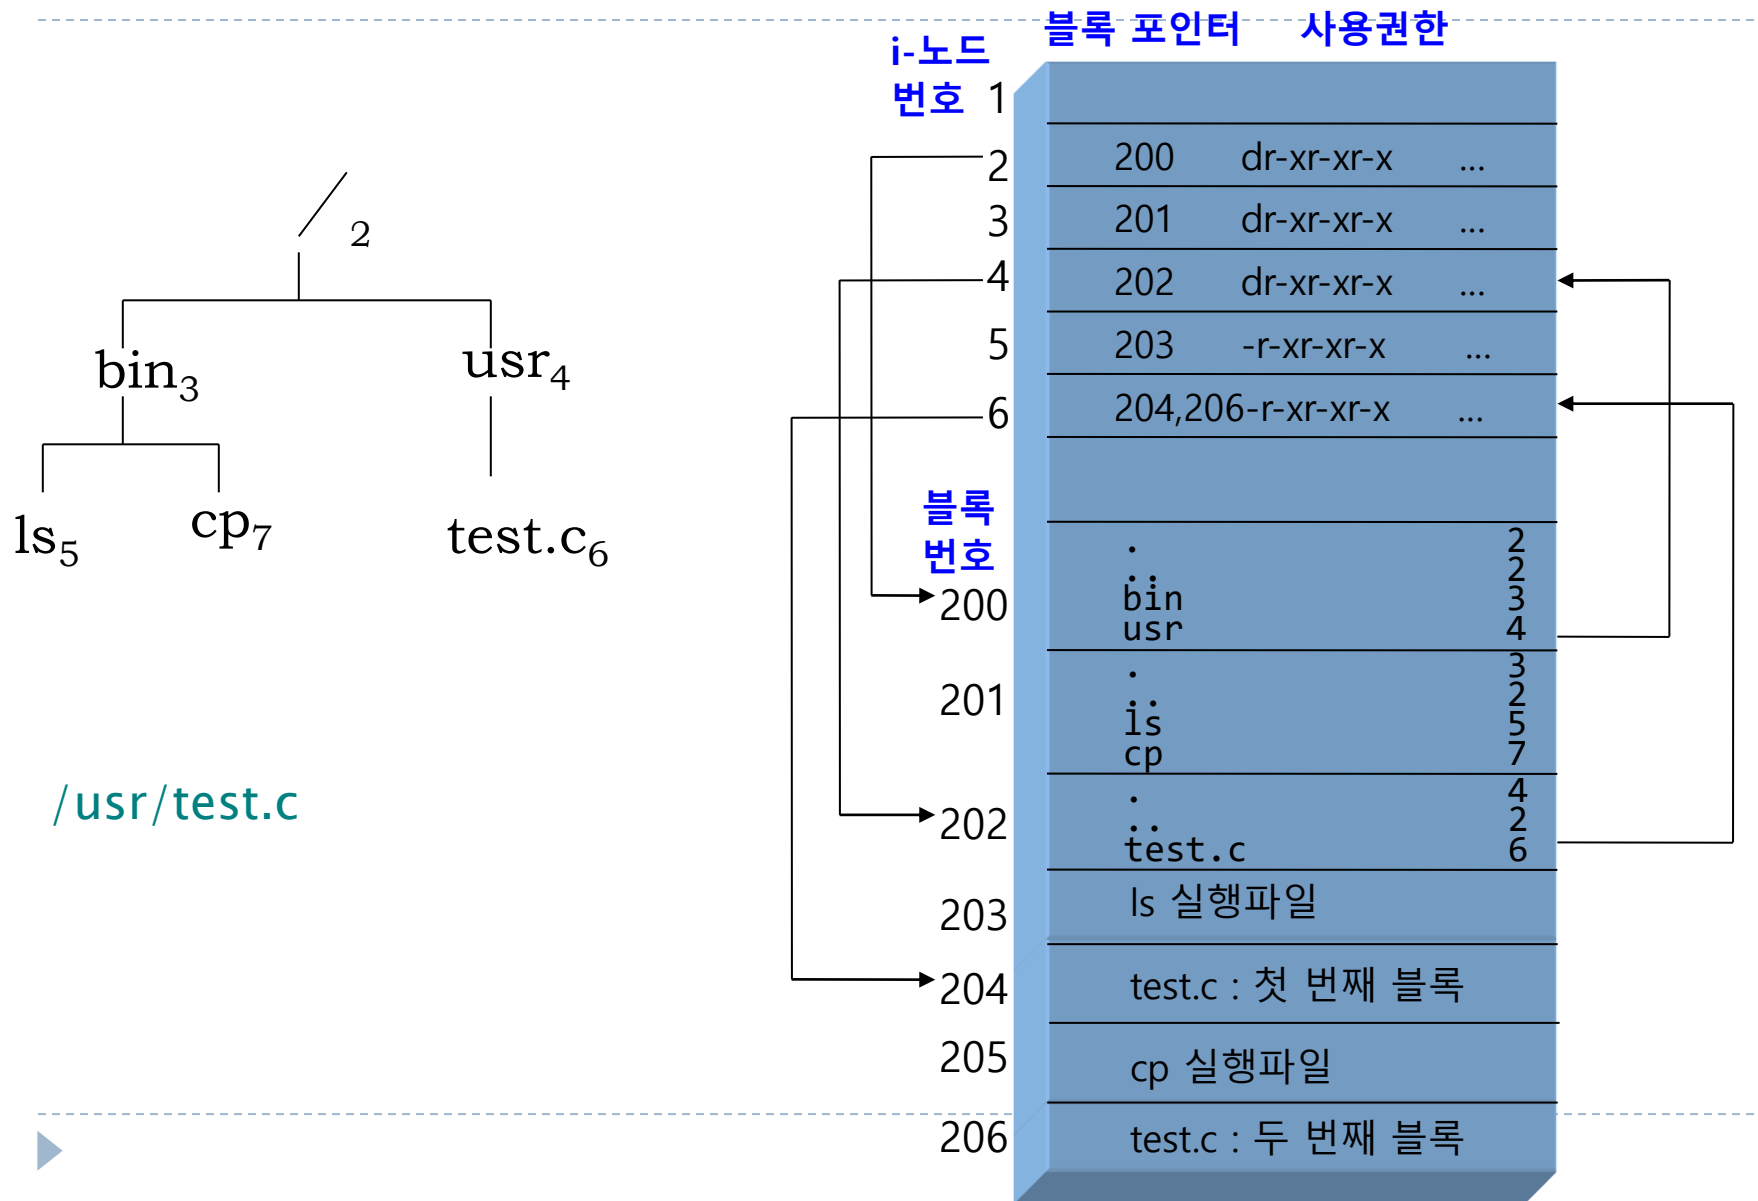 블록 포인터 사용권한
i-노드
번호
1
2 200 dr-xr-xr-x ...
3 201 dr-xr-xr-x ...
4 202 dr-xr-xr-x ...
5 203 -r-xr-xr-x ...
6 204,206-r-xr-xr-x ...
/ 2
bin3 usr4
ls5 cp7 test.c6
/usr/test.c
블록
번호
200
. 2
.. 2
bin 3
usr 4
201
. 3
.. 2
is 5
cp 7
202
. 4
.. 2
test.c 6
203 ls 실행파일
204 test.c : 첫 번째 블록
205 cp 실행파일
206 test.c : 두 번째 블록